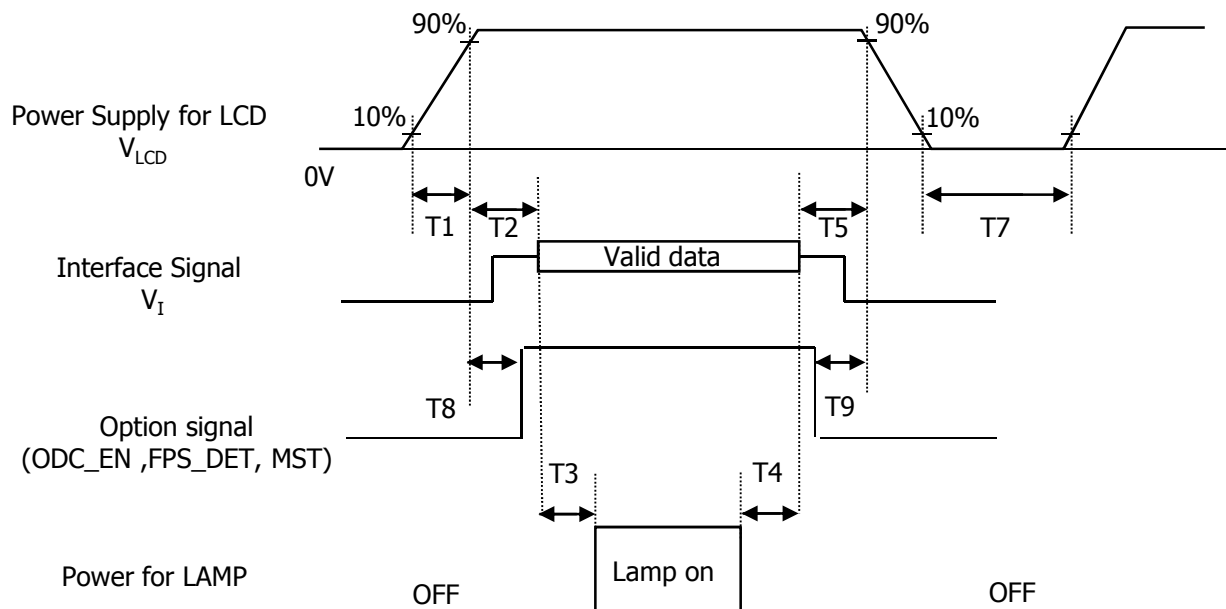 90%
90%
Power Supply for LCD
10%
10%
VLCD
0V
T1
T2
T5
T7
Interface Signal
Valid data
VI
T8
T9
Option signal
(ODC_EN ,FPS_DET, MST)
T3
T4
Power for LAMP
Lamp on
OFF
OFF